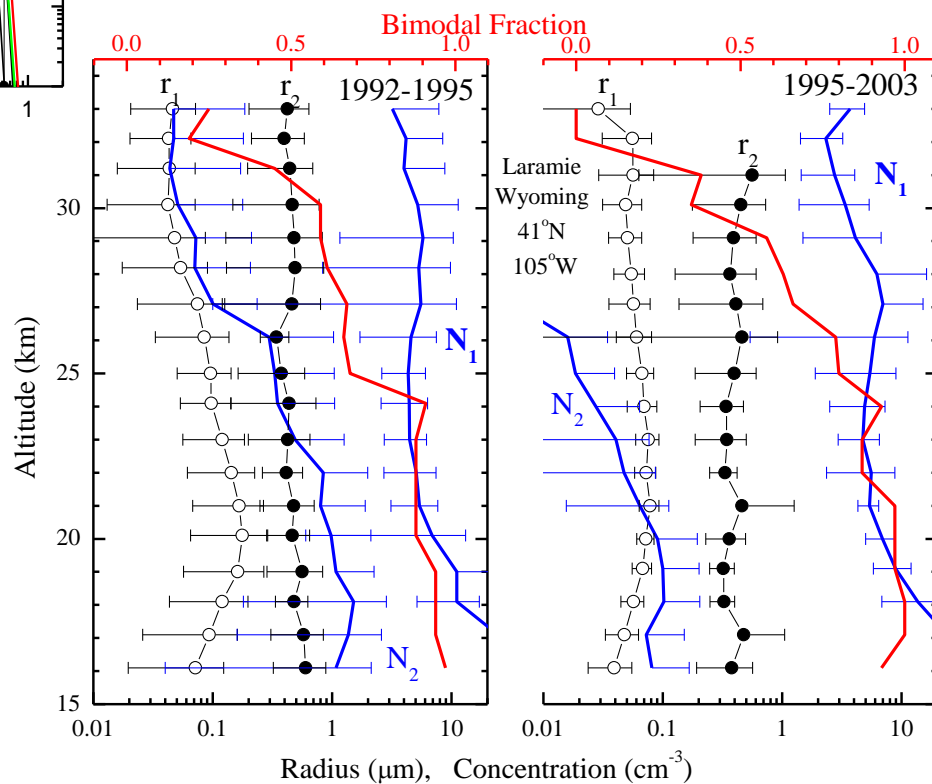 1
Bimodal Fraction
0.0 0.5 1.0 0.0 0.5 1.0
r1 r2 1992-1995 r1 1995-2003
r2
Laramie
Wyoming
41°N
105°W
N1
N1
N2
N2
Altitude (km)
30
25
20
15
0.01 0.1 1 10 0.01 0.1 1 10
Radius (μm), Concentration (cm-3)